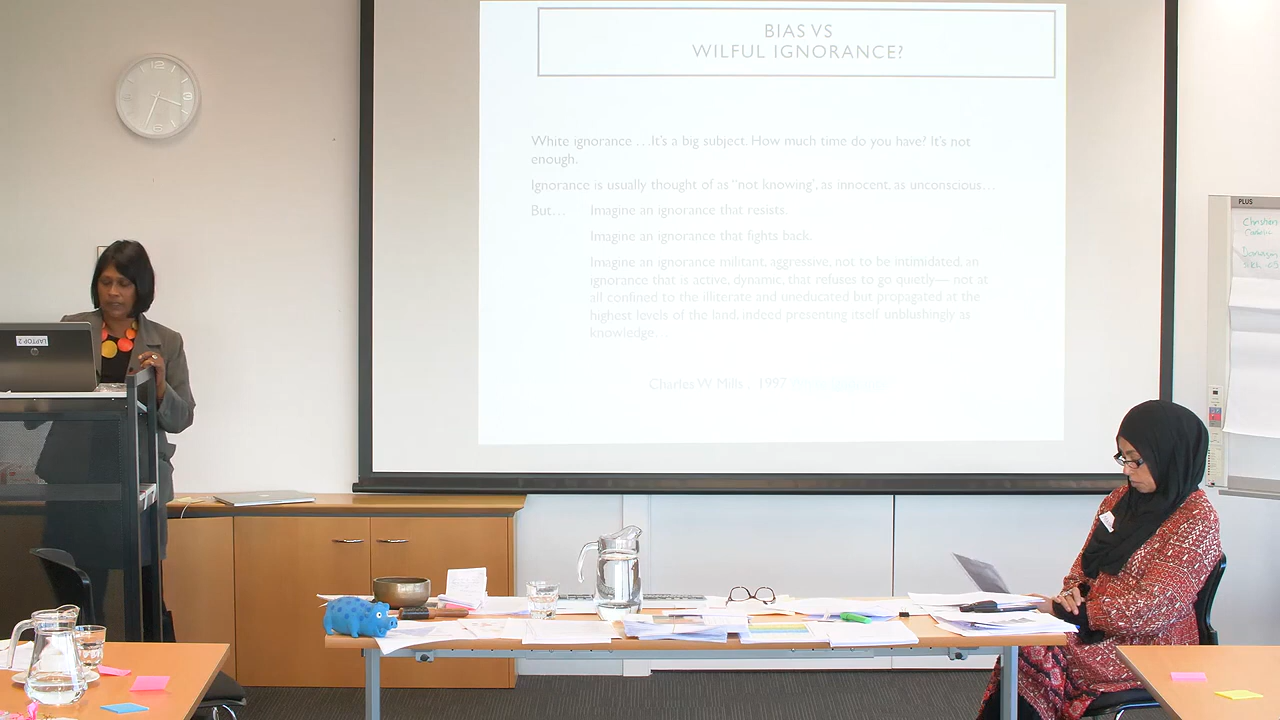 BIAS VS
WILFUL IGNORANCE?
White ignorance …It's a big subject. How much time do you have? It's not
enough.
Ignorance is usually thought of as "not knowing', as innocent, as unconscious…
But… Imagine an ignorance that resists.
Imagine an ignorance that fights back.
Imagine an ignorance militant, aggressive, not to be intimidated, an
ignorance that is active, dynamic, that refuses to go quietly— not at
all confined to the illiterate and uneducated but propagated at the
highest levels of the land, indeed presenting itself unblushingly as
knowledge…
Charles W Mills , 1997
PLUS
LAPTOP 2